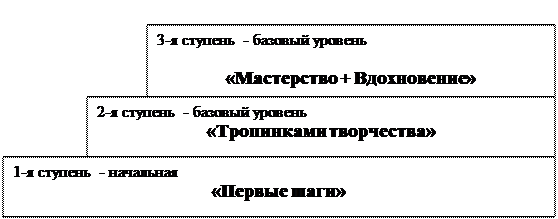 3-я ступень - базовый уровень
«Мастерство + Вдохновение»
2-я ступень - базовый уровень
«Тропинками творчества»
1-я ступень - начальная
«Первые шаги»